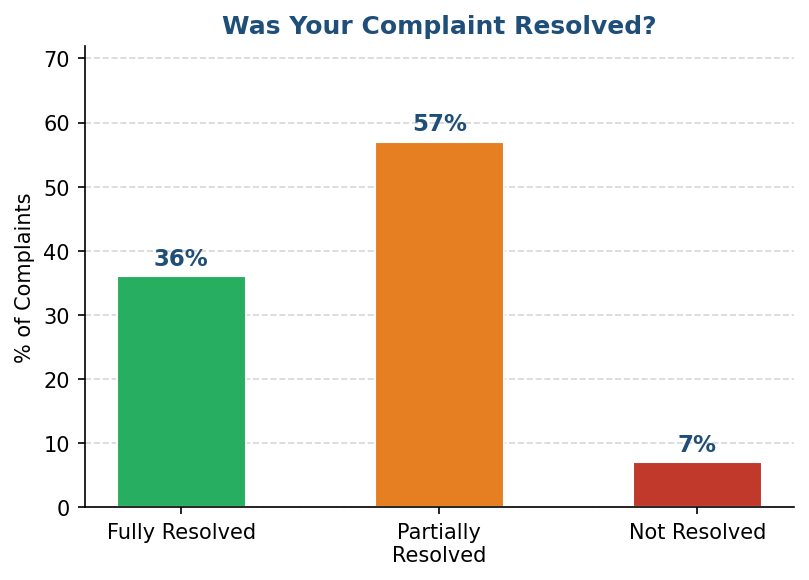 Was Your Complaint Resolved?
% of Complaints
70
60
50
40
30
20
10
0
36%
57%
7%
Fully Resolved
Partially
Resolved
Not Resolved